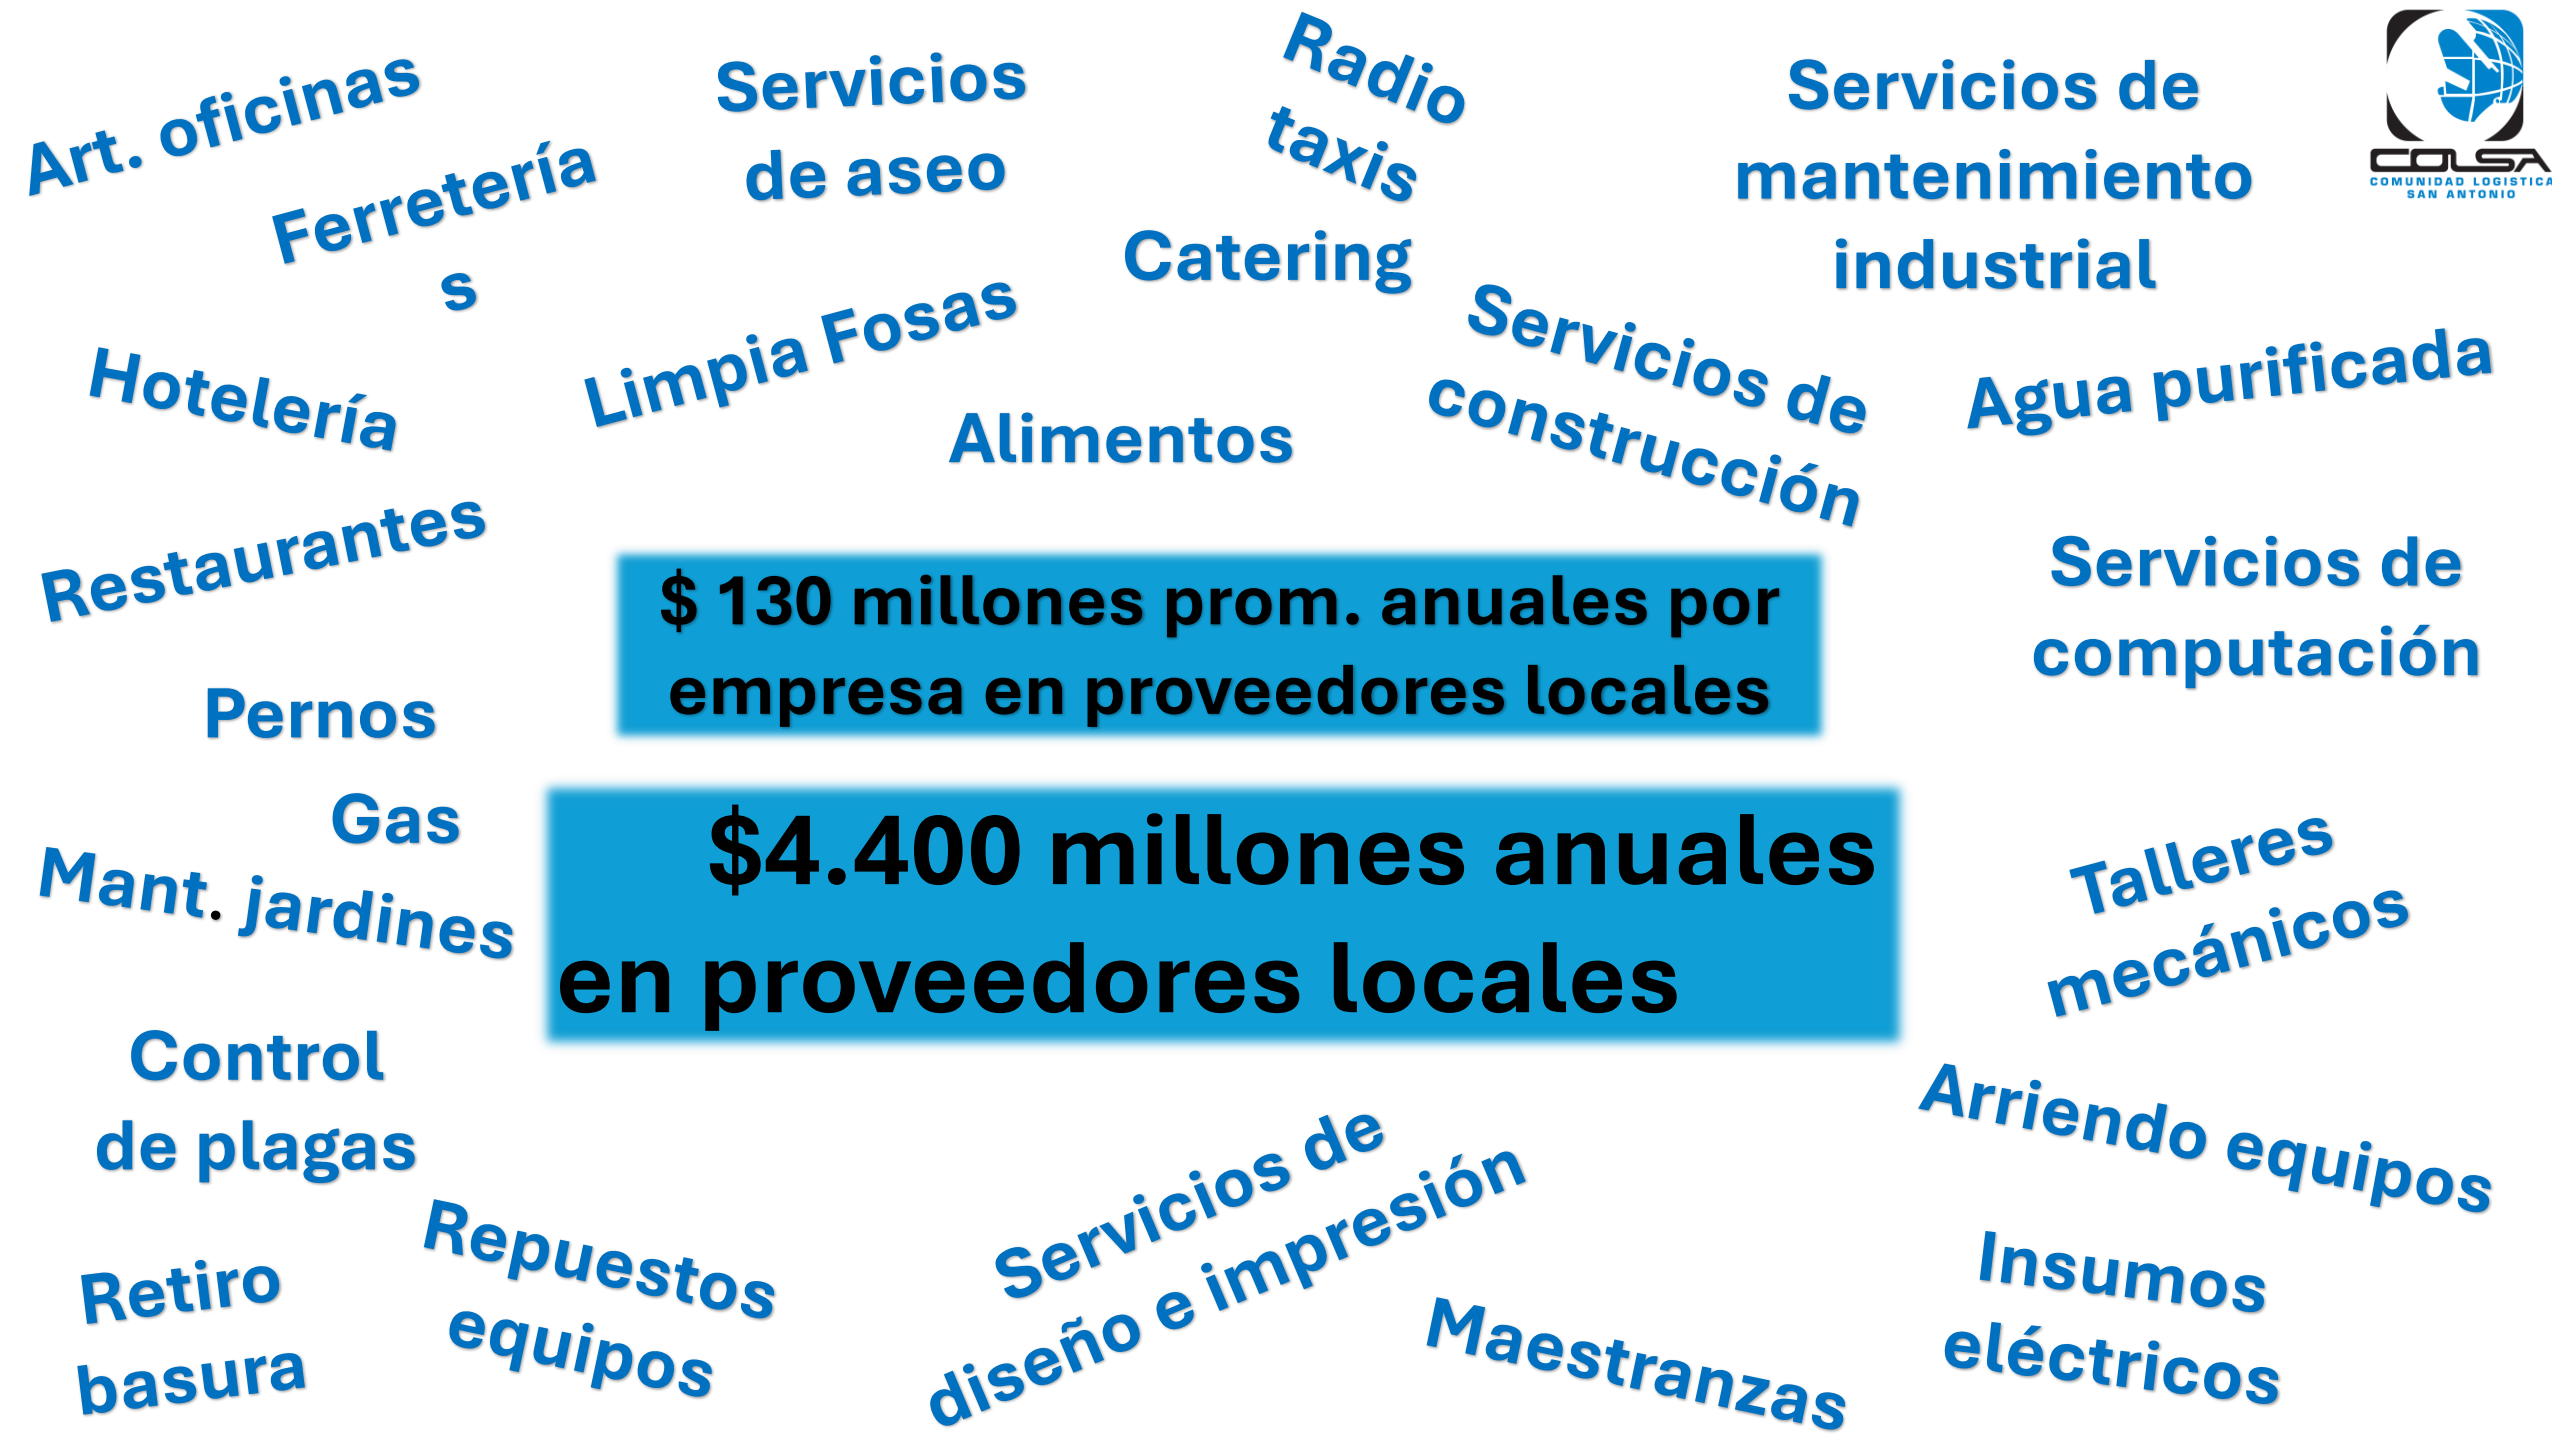 Art. oficinas
Ferretería
s
Servicios
de aseo
Radio
taxis
Servicios de
mantenimiento
industrial
COLSA
COMUNIDAD LOGISTICA
SAN ANTONIO
Catering
Hotelería
Limpia Fosas
Alimentos
Servicios de
construcción
Agua purificada
Restaurantes
$ 130 millones prom. anuales por
empresa en proveedores locales
Servicios de
computación
Pernos
Gas
Mant. jardines
$4.400 millones anuales
en proveedores locales
Talleres
mecánicos
Control
de plagas
Arriendo equipos
Retiro
basura
Repuestos
equipos
Servicios de
diseño e impresión
Maestranzas
Insumos
eléctricos